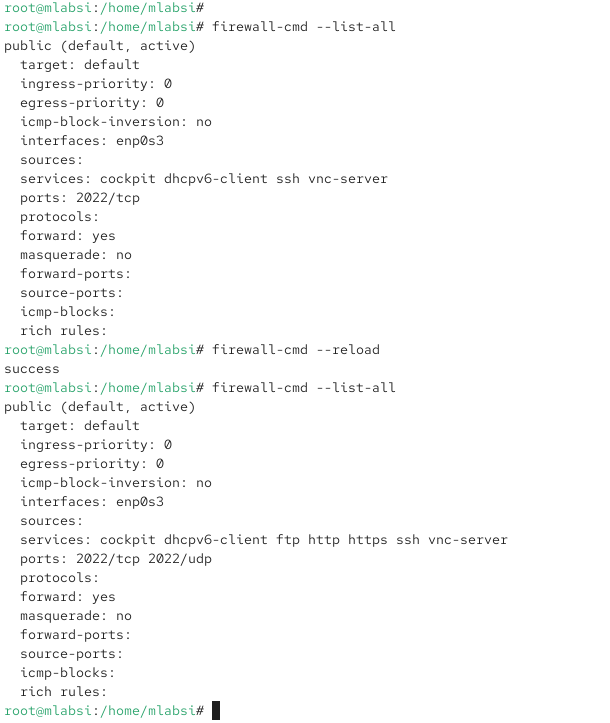 root@mlabsi:/home/mlabsi#
root@mlabsi:/home/mlabsi# firewall-cmd --list-all
public (default, active)
  target: default
  ingress-priority: 0
  egress-priority: 0
  icmp-block-inversion: no
  interfaces: enp0s3
  sources:
  services: cockpit dhcpv6-client ssh vnc-server
  ports: 2022/tcp
  protocols:
  forward: yes
  masquerade: no
  forward-ports:
  source-ports:
  icmp-blocks:
  rich rules:
root@mlabsi:/home/mlabsi# firewall-cmd --reload
success
root@mlabsi:/home/mlabsi# firewall-cmd --list-all
public (default, active)
  target: default
  ingress-priority: 0
  egress-priority: 0
  icmp-block-inversion: no
  interfaces: enp0s3
  sources:
  services: cockpit dhcpv6-client ftp http https ssh vnc-server
  ports: 2022/tcp 2022/udp
  protocols:
  forward: yes
  masquerade: no
  forward-ports:
  source-ports:
  icmp-blocks:
  rich rules:
root@mlabsi:/home/mlabsi#